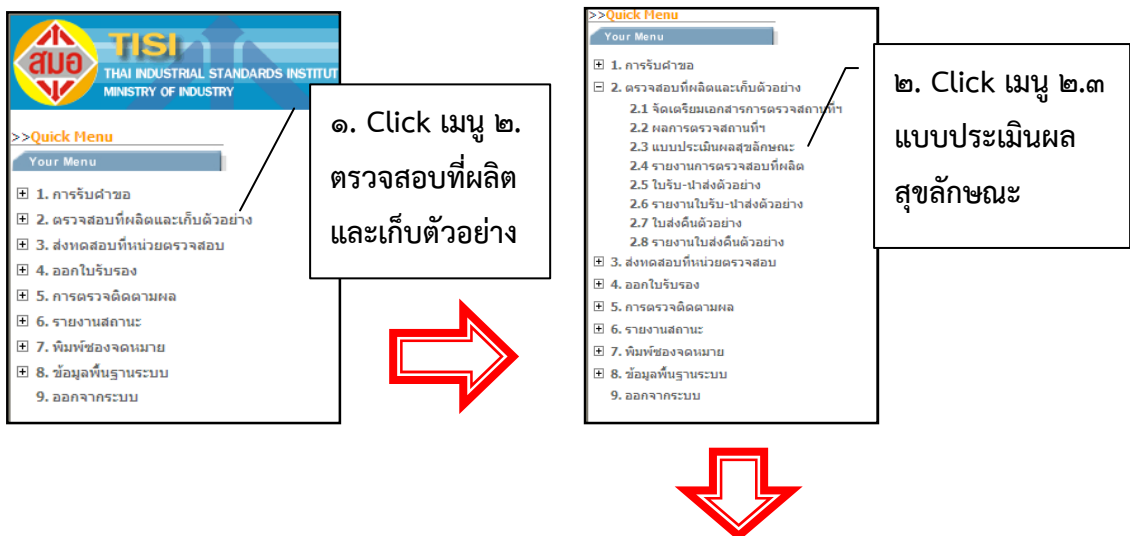 สมอ
TISI
THAI INDUSTRIAL STANDARDS INSTITUT
MINISTRY OF INDUSTRY
>>Quick Menu
Your Menu
1. การรับคำขอ
2. ตรวจสอบที่ผลิตและเก็บตัวอย่าง
3. ส่งทดสอบที่หน่วยตรวจสอบ
4. ออกใบรับรอง
5. การตรวจติดตามผล
6. รายงานสถานะ
7. พิมพ์ซองจดหมาย
8. ข้อมูลพื้นฐานระบบ
9. ออกจากระบบ
๑. Click เมนู ๒.
ตรวจสอบที่ผลิต
และเก็บตัวอย่าง
>>Quick Menu
Your Menu
1. การรับคำขอ
2. ตรวจสอบที่ผลิตและเก็บตัวอย่าง
2.1 จัดเตรียมเอกสารการตรวจสถานที่ฯ
2.2 ผลการตรวจสถานที่ฯ
2.3 แบบประเมินผลสุขลักษณะ
2.4 รายงานการตรวจสอบที่ผลิต
2.5 ใบรับ-นำส่งตัวอย่าง
2.6 รายงานใบรับ-นำส่งตัวอย่าง
2.7 ใบส่งคืนตัวอย่าง
2.8 รายงานใบส่งคืนตัวอย่าง
3. ส่งทดสอบที่หน่วยตรวจสอบ
4. ออกใบรับรอง
5. การตรวจติดตามผล
6. รายงานสถานะ
7. พิมพ์ซองจดหมาย
8. ข้อมูลพื้นฐานระบบ
9. ออกจากระบบ
๒. Click เมนู ๒.๓
แบบประเมินผล
สุขลักษณะ